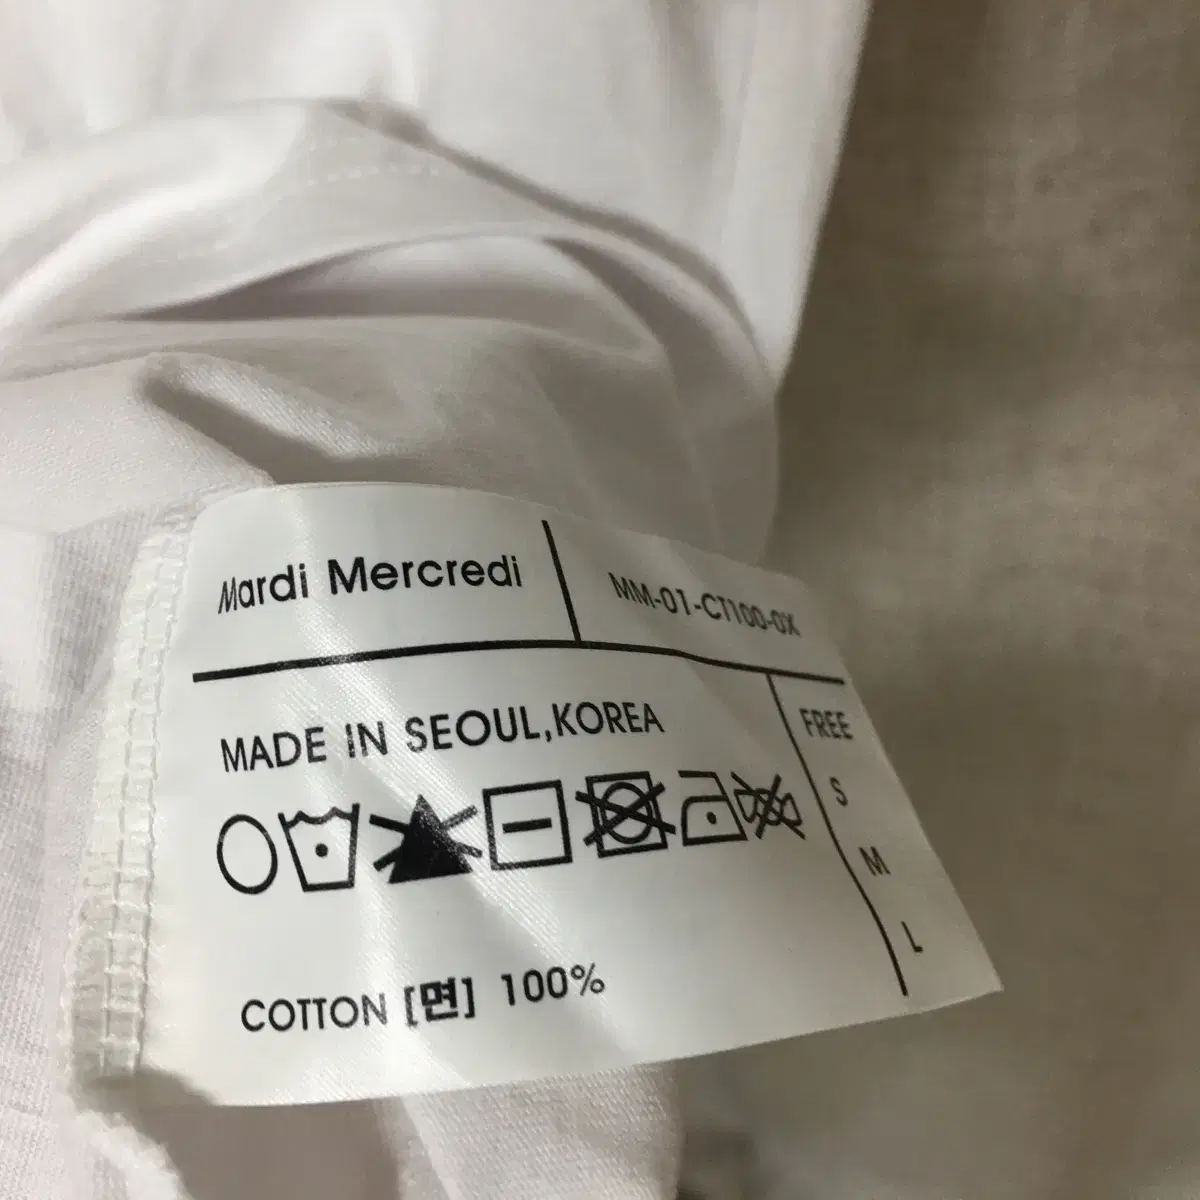 Mardi Mercredi
MM-01-CT100-0X
MADE IN SEOUL,KOREA
FREE
S
M
L
COTTON [면] 100%